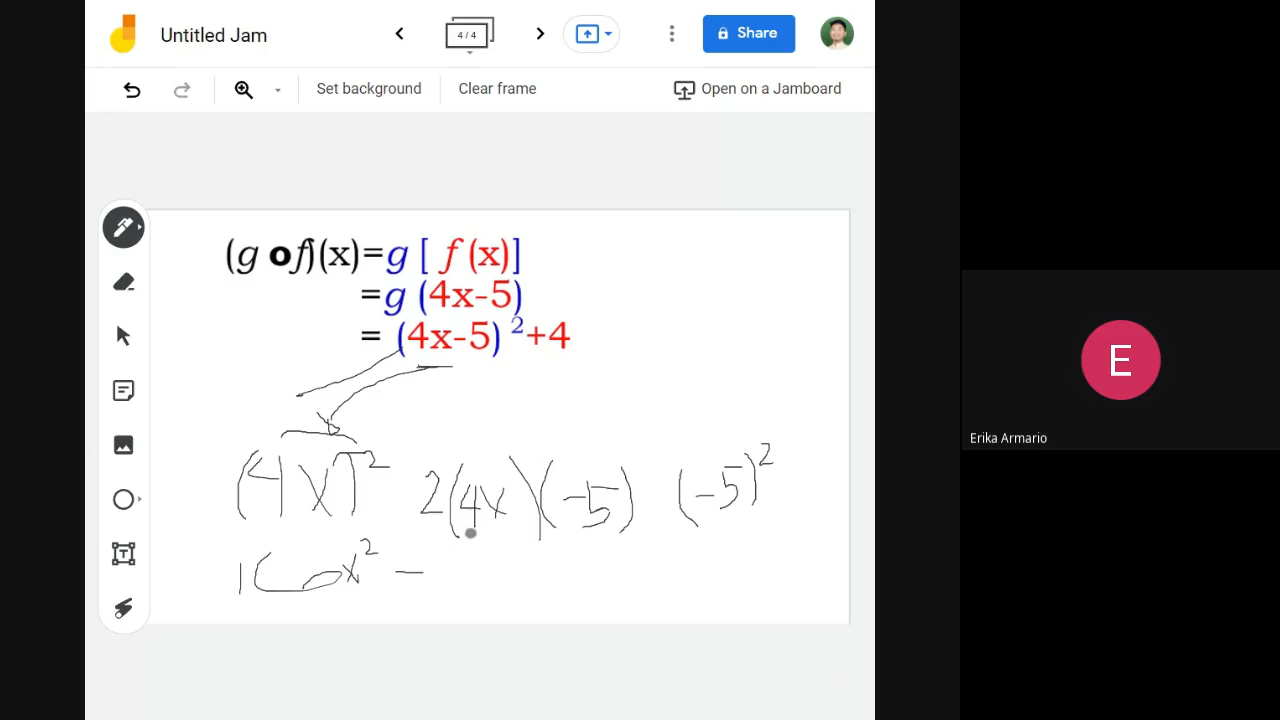 Untitled Jam
4 / 4
Share
Set background
Clear frame
Open on a Jamboard
(g of)(x)=g [ f (x)]
=g (4x-5)
= (4x-5) ²+4
(4x)² 2(4x)(-5) (-5)²
16x² -
E
Erika Armario